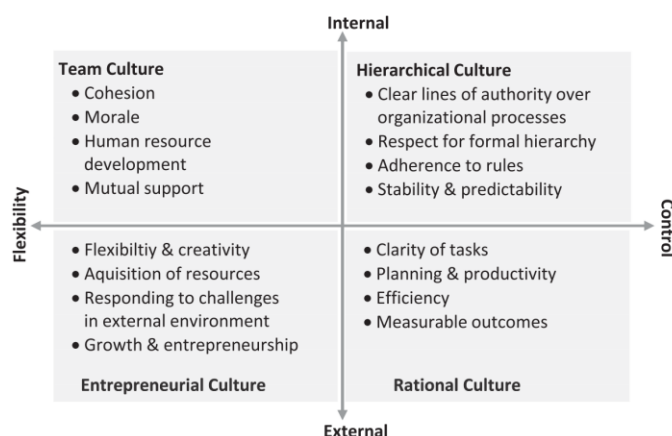 Internal
Team Culture
• Cohesion
• Morale
• Human resource
development
• Mutual support
Hierarchical Culture
• Clear lines of authority over
organizational processes
• Respect for formal hierarchy
• Adherence to rules
• Stability & predictability
Flexibility
Control
• Flexibiltiy & creativity
• Aquisition of resources
• Responding to challenges
in external environment
• Growth & entrepreneurship
Entrepreneurial Culture
• Clarity of tasks
• Planning & productivity
• Efficiency
• Measurable outcomes
Rational Culture
External